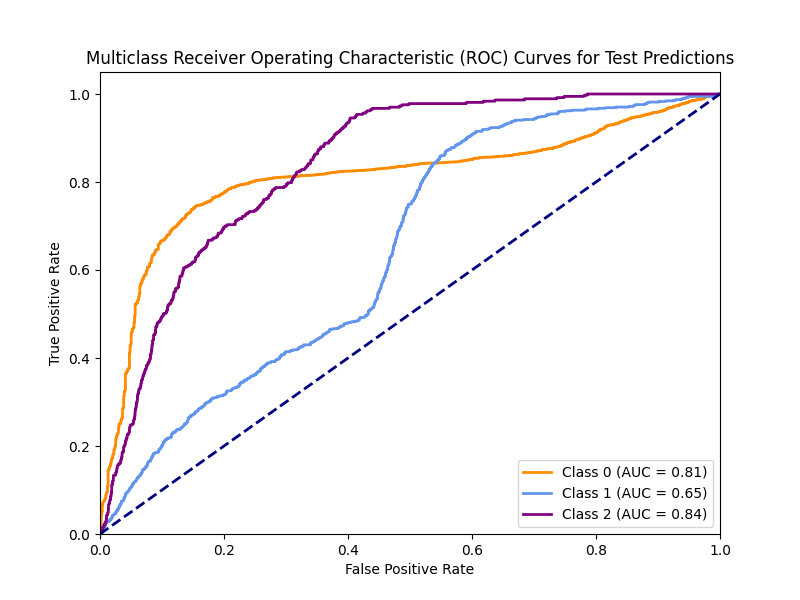 Multiclass Receiver Operating Characteristic (ROC) Curves for Test Predictions
True Positive Rate
1.0
0.8
0.6
0.4
0.2
0.0
0.0 0.2 0.4 0.6 0.8 1.0
False Positive Rate
Class 0 (AUC = 0.81)
Class 1 (AUC = 0.65)
Class 2 (AUC = 0.84)